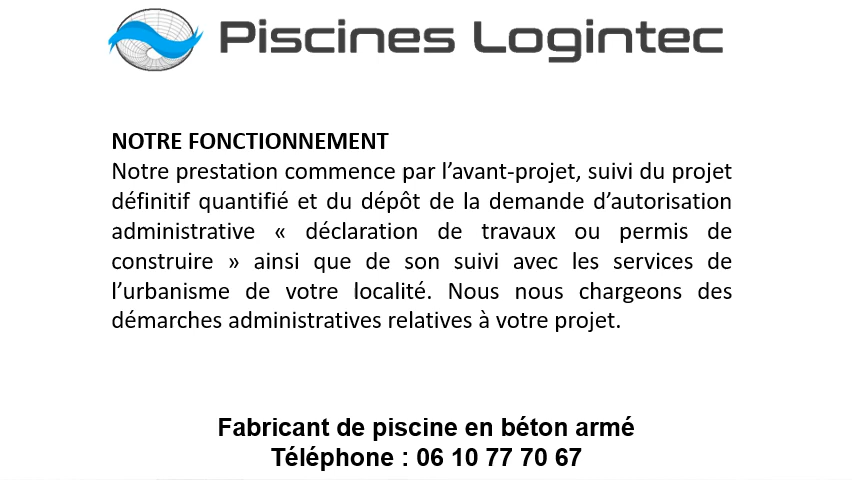 Piscines Logintec
NOTRE FONCTIONNEMENT
Notre prestation commence par l’avant-projet, suivi du projet
définitif quantifié et du dépôt de la demande d’autorisation
administrative « déclaration de travaux ou permis de
construire » ainsi que de son suivi avec les services de
l’urbanisme de votre localité. Nous nous chargeons des
démarches administratives relatives à votre projet.
Fabricant de piscine en béton armé
Téléphone : 06 10 77 70 67